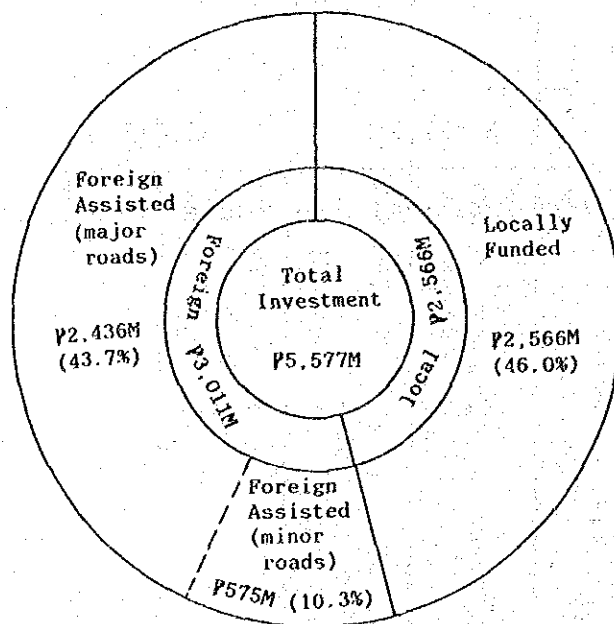 Foreign
Assisted
(major
roads)
₱2.436M
(43.7%)
Foreign ₱3,011M
Total
Investment
₱5,577M
local ₱2,566M
Locally
Funded
₱2,566M
(46.0%)
Foreign
Assisted
(minor
roads)
₱575M (10.3%)